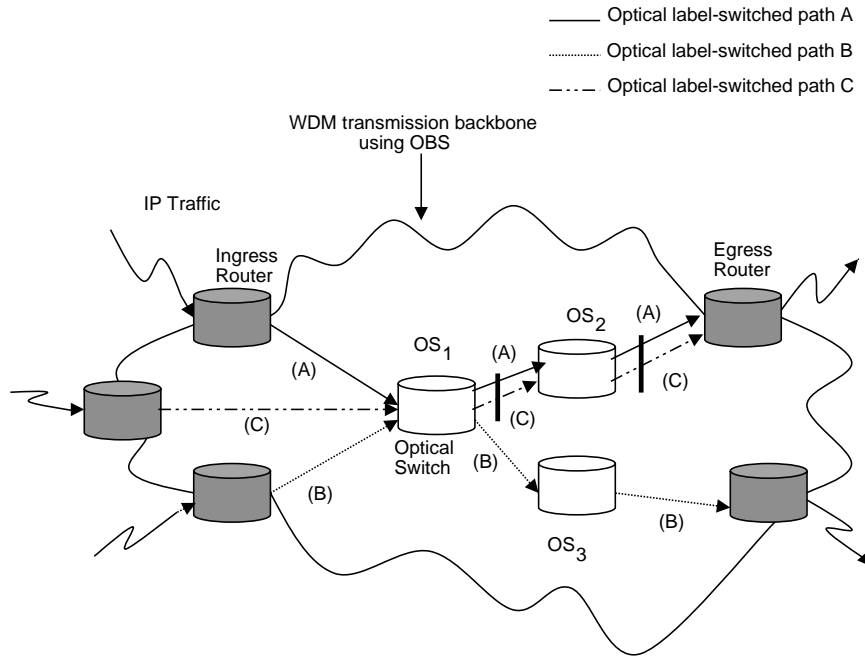 Optical label-switched path A
Optical label-switched path B
Optical label-switched path C
WDM transmission backbone
using OBS
IP Traffic
Ingress
Router
Egress
Router
OS2
(A)
OS1
(A)
(A)
(C)
(C)
(C)
Optical
Switch
(B)
(B)
(B)
OS3